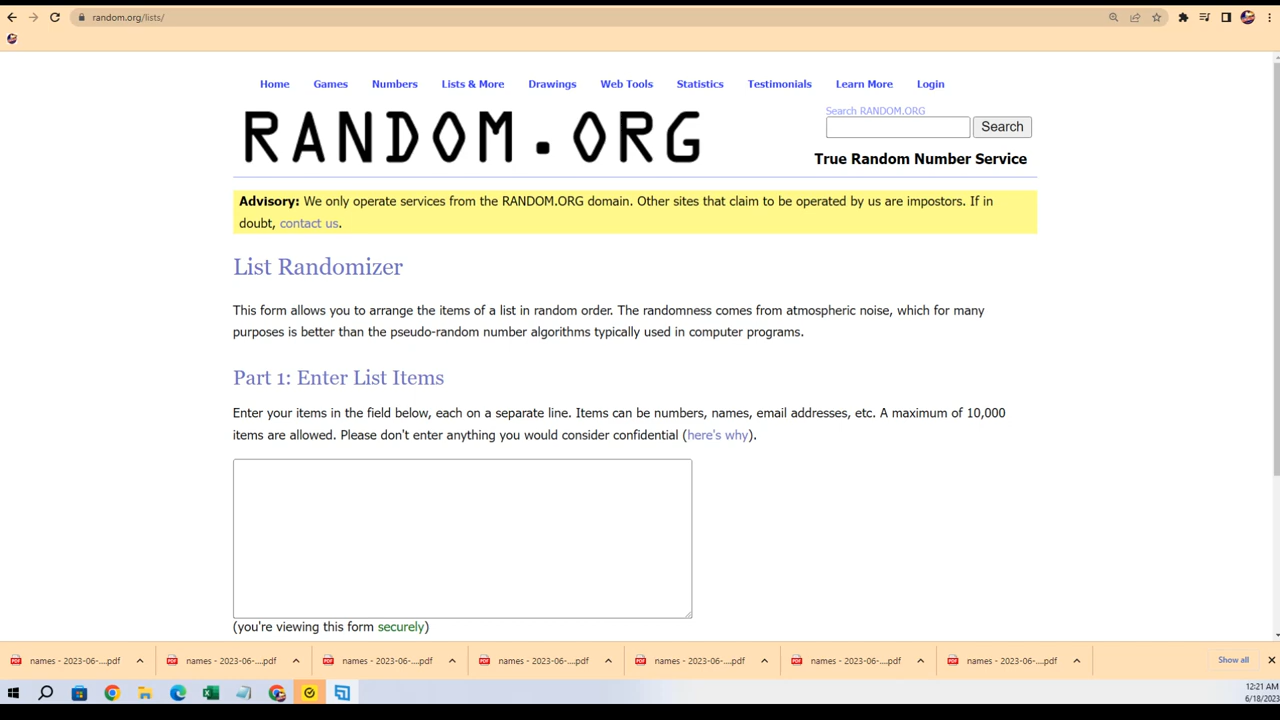 random.org/lists/
Home Games Numbers Lists & More Drawings Web Tools Statistics Testimonials Learn More Login
RANDOM.ORG
Search RANDOM.ORG
Search
True Random Number Service
Advisory: We only operate services from the RANDOM.ORG domain. Other sites that claim to be operated by us are impostors. If in
doubt, contact us.
List Randomizer
This form allows you to arrange the items of a list in random order. The randomness comes from atmospheric noise, which for many
purposes is better than the pseudo-random number algorithms typically used in computer programs.
Part 1: Enter List Items
Enter your items in the field below, each on a separate line. Items can be numbers, names, email addresses, etc. A maximum of 10,000
items are allowed. Please don't enter anything you would consider confidential (here's why).
(you're viewing this form securely)
names - 2023-06-....pdf names - 2023-06-....pdf names - 2023-06-....pdf names - 2023-06-....pdf names - 2023-06-....pdf names - 2023-06-....pdf names - 2023-06-....pdf Show all
12:21 AM
6/18/2023